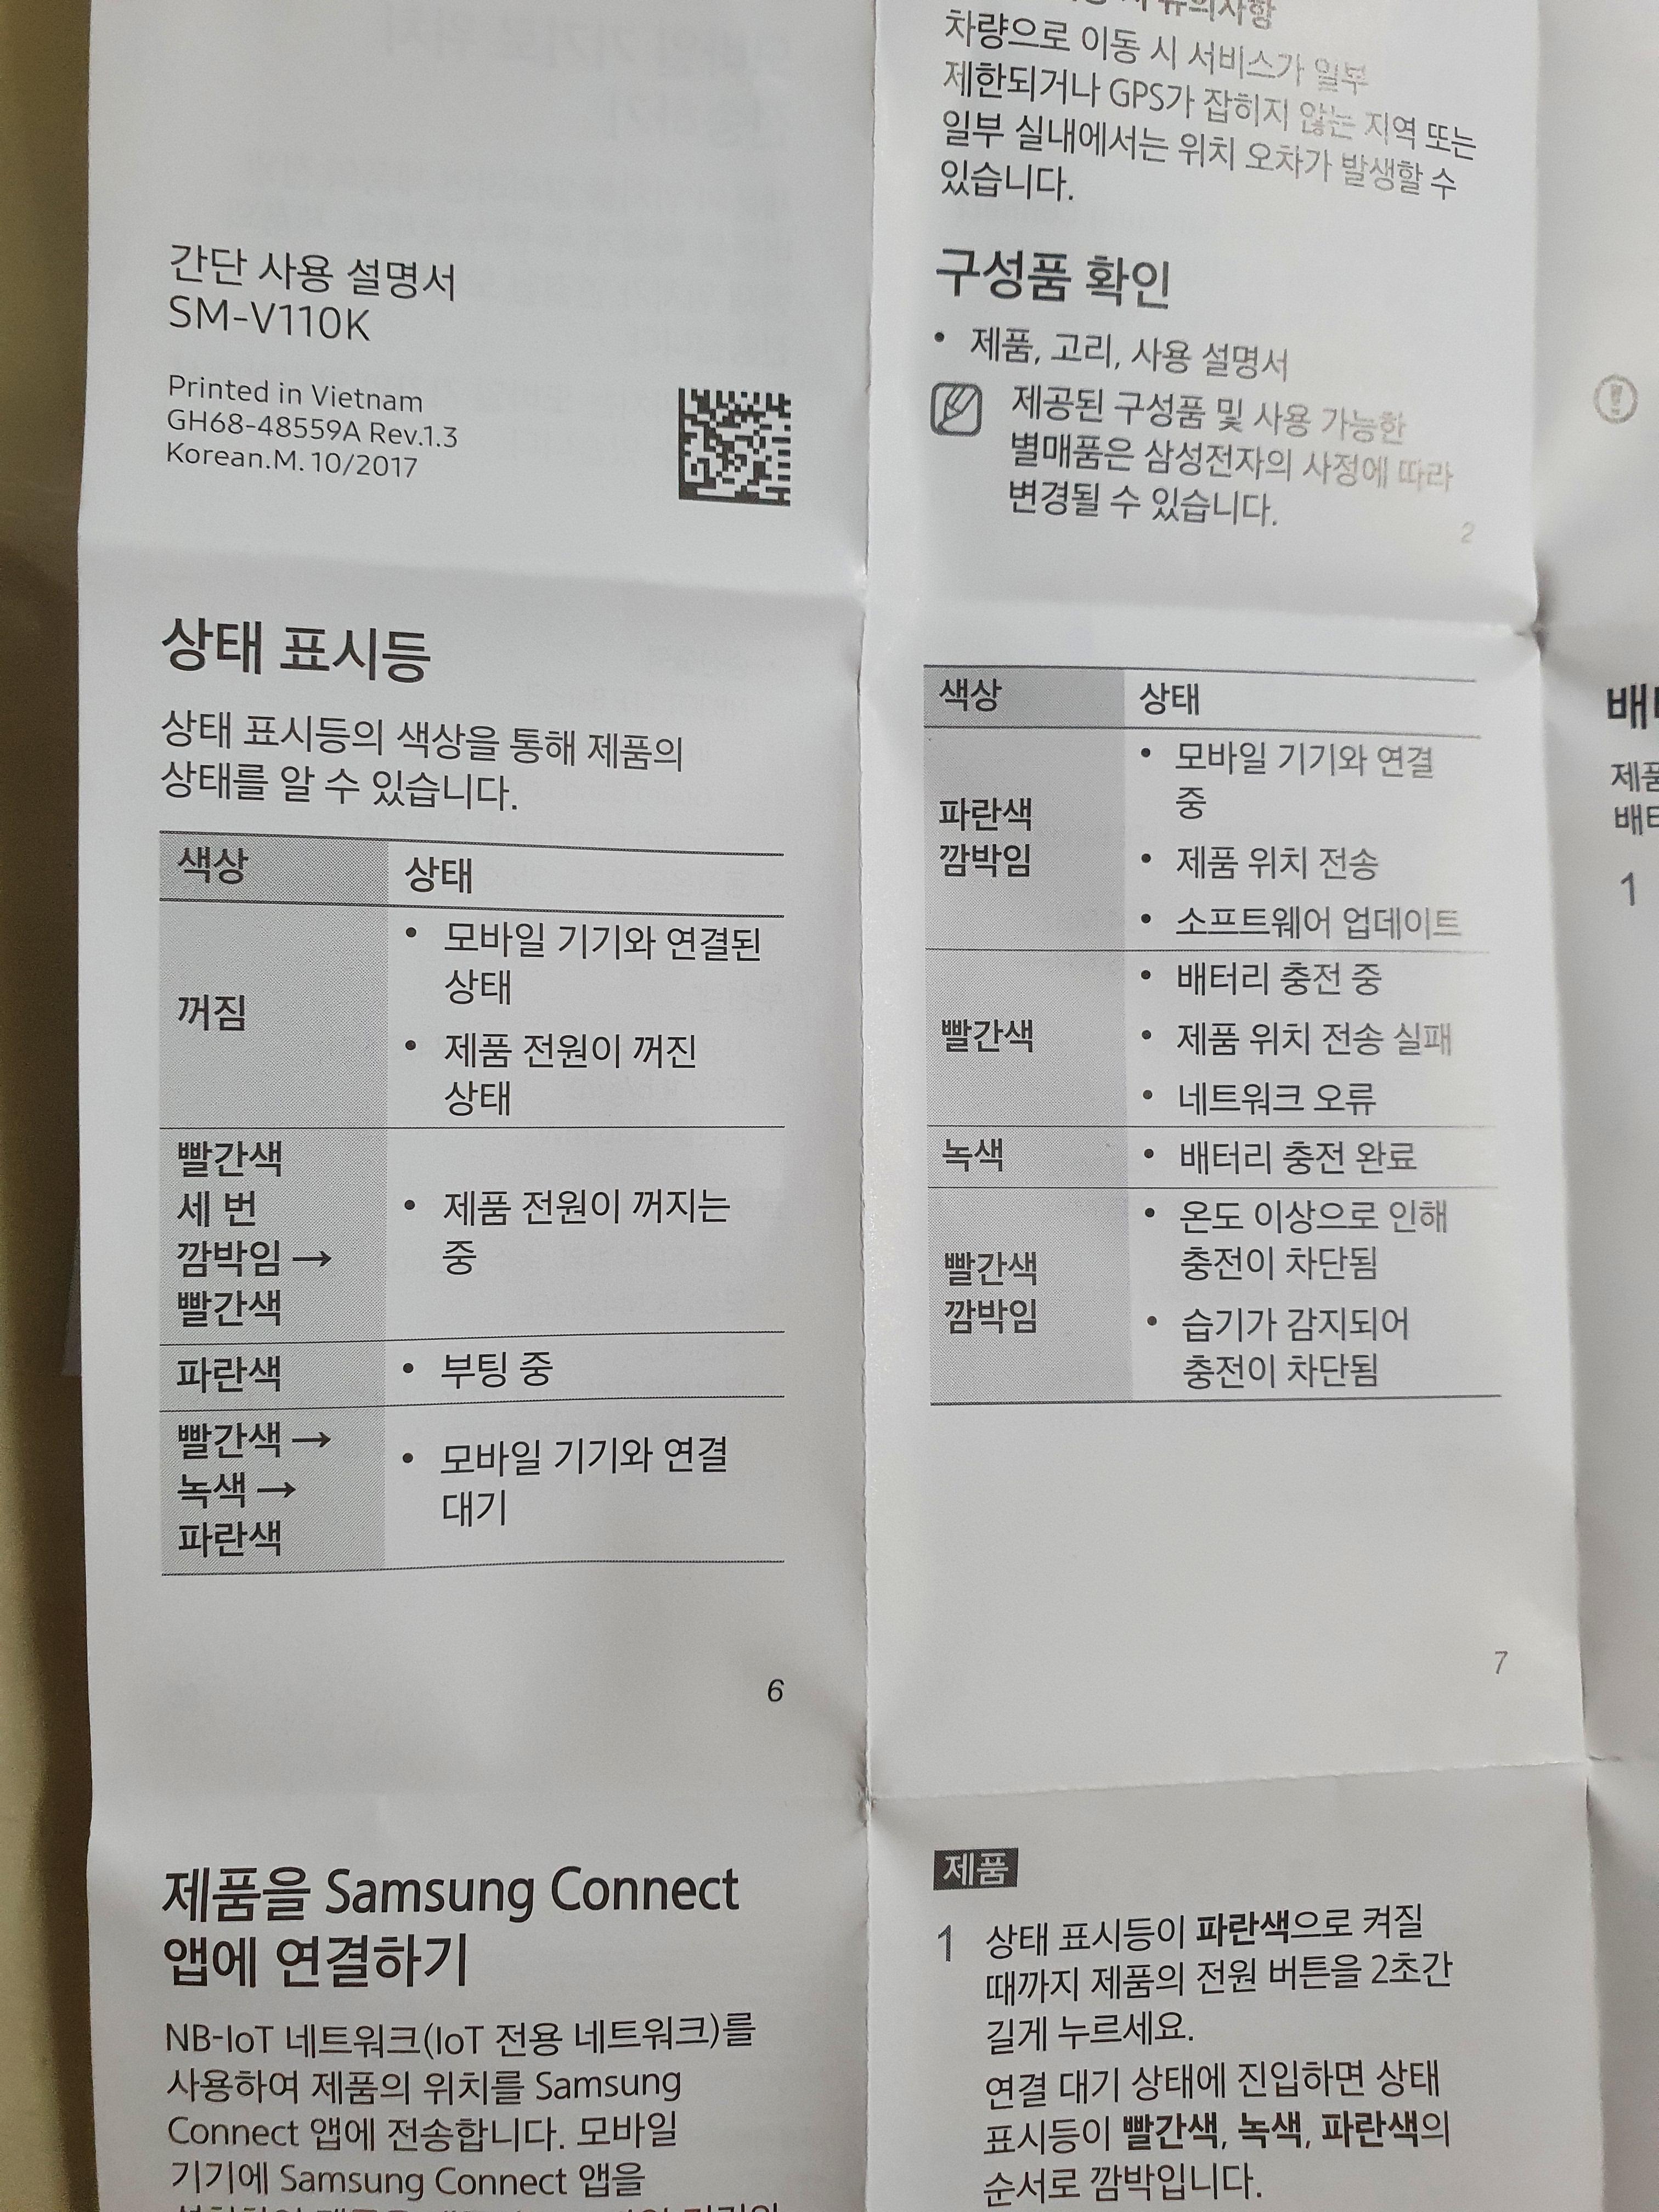 간단 사용 설명서
SM-V110K
Printed in Vietnam
GH68-48559A Rev.1.3
Korean.M. 10/2017
유의사항
차량으로 이동 시 서비스가 일부
제한되거나 GPS가 잡히지 않는 지역 또는
일부 실내에서는 위치 오차가 발생할 수
있습니다.
구성품 확인
• 제품, 고리, 사용 설명서
제공된 구성품 및 사용 가능한
별매품은 삼성전자의 사정에 따라
변경될 수 있습니다.
2
상태 표시등
상태 표시등의 색상을 통해 제품의
상태를 알 수 있습니다.
색상 상태
꺼짐
• 모바일 기기와 연결된
상태
• 제품 전원이 꺼진
상태
빨간색
세 번
깜박임 →
빨간색
• 제품 전원이 꺼지는
중
파란색 • 부팅 중
빨간색 →
녹색 →
파란색
• 모바일 기기와 연결
대기
6
색상 상태
파란색
깜박임
• 모바일 기기와 연결
중
• 제품 위치 전송
• 소프트웨어 업데이트
빨간색
• 배터리 충전 중
• 제품 위치 전송 실패
• 네트워크 오류
녹색 • 배터리 충전 완료
빨간색
깜박임
• 온도 이상으로 인해
충전이 차단됨
• 습기가 감지되어
충전이 차단됨
7
1
제품을 Samsung Connect
앱에 연결하기
NB-IoT 네트워크(IoT 전용 네트워크)를
사용하여 제품의 위치를 Samsung
Connect 앱에 전송합니다. 모바일
기기에 Samsung Connect 앱을
제품
1 상태 표시등이 파란색으로 켜질
때까지 제품의 전원 버튼을 2초간
길게 누르세요.
연결 대기 상태에 진입하면 상태
표시등이 빨간색, 녹색, 파란색의
순서로 깜박입니다.